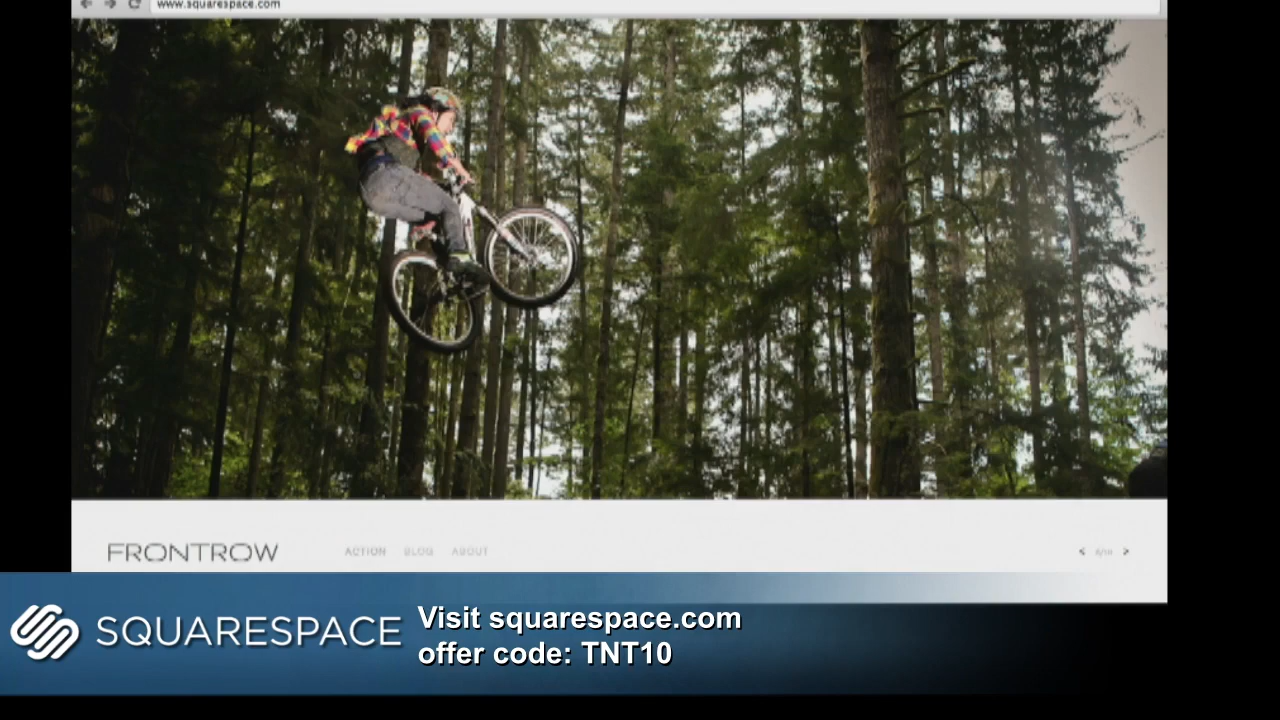 www.squarespace.com
FRONTROW
ACTION BLOG ABOUT
< >
SQUARESPACE
Visit squarespace.com
offer code: TNT10